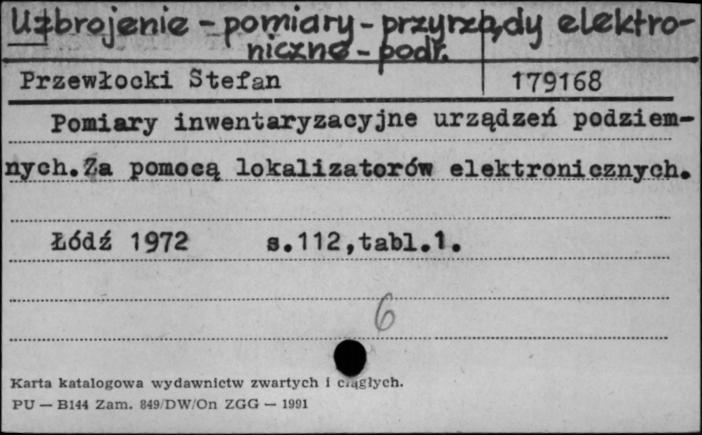 Uzbrojenie - pomiary - przyrządy elektro-
niczne - podr.
Przewłocki Stefan 179168
Pomiary inwentaryzacyjne urządzeń podziem-
nych.Za pomocą lokalizatorów elektronicznych.
Łódź 1972 s.112,tabl.1.
6
Karta katalogowa wydawnictw zwartych i ciągłych.
PU — B144 Zam. 849/DW/On ZGG — 1991